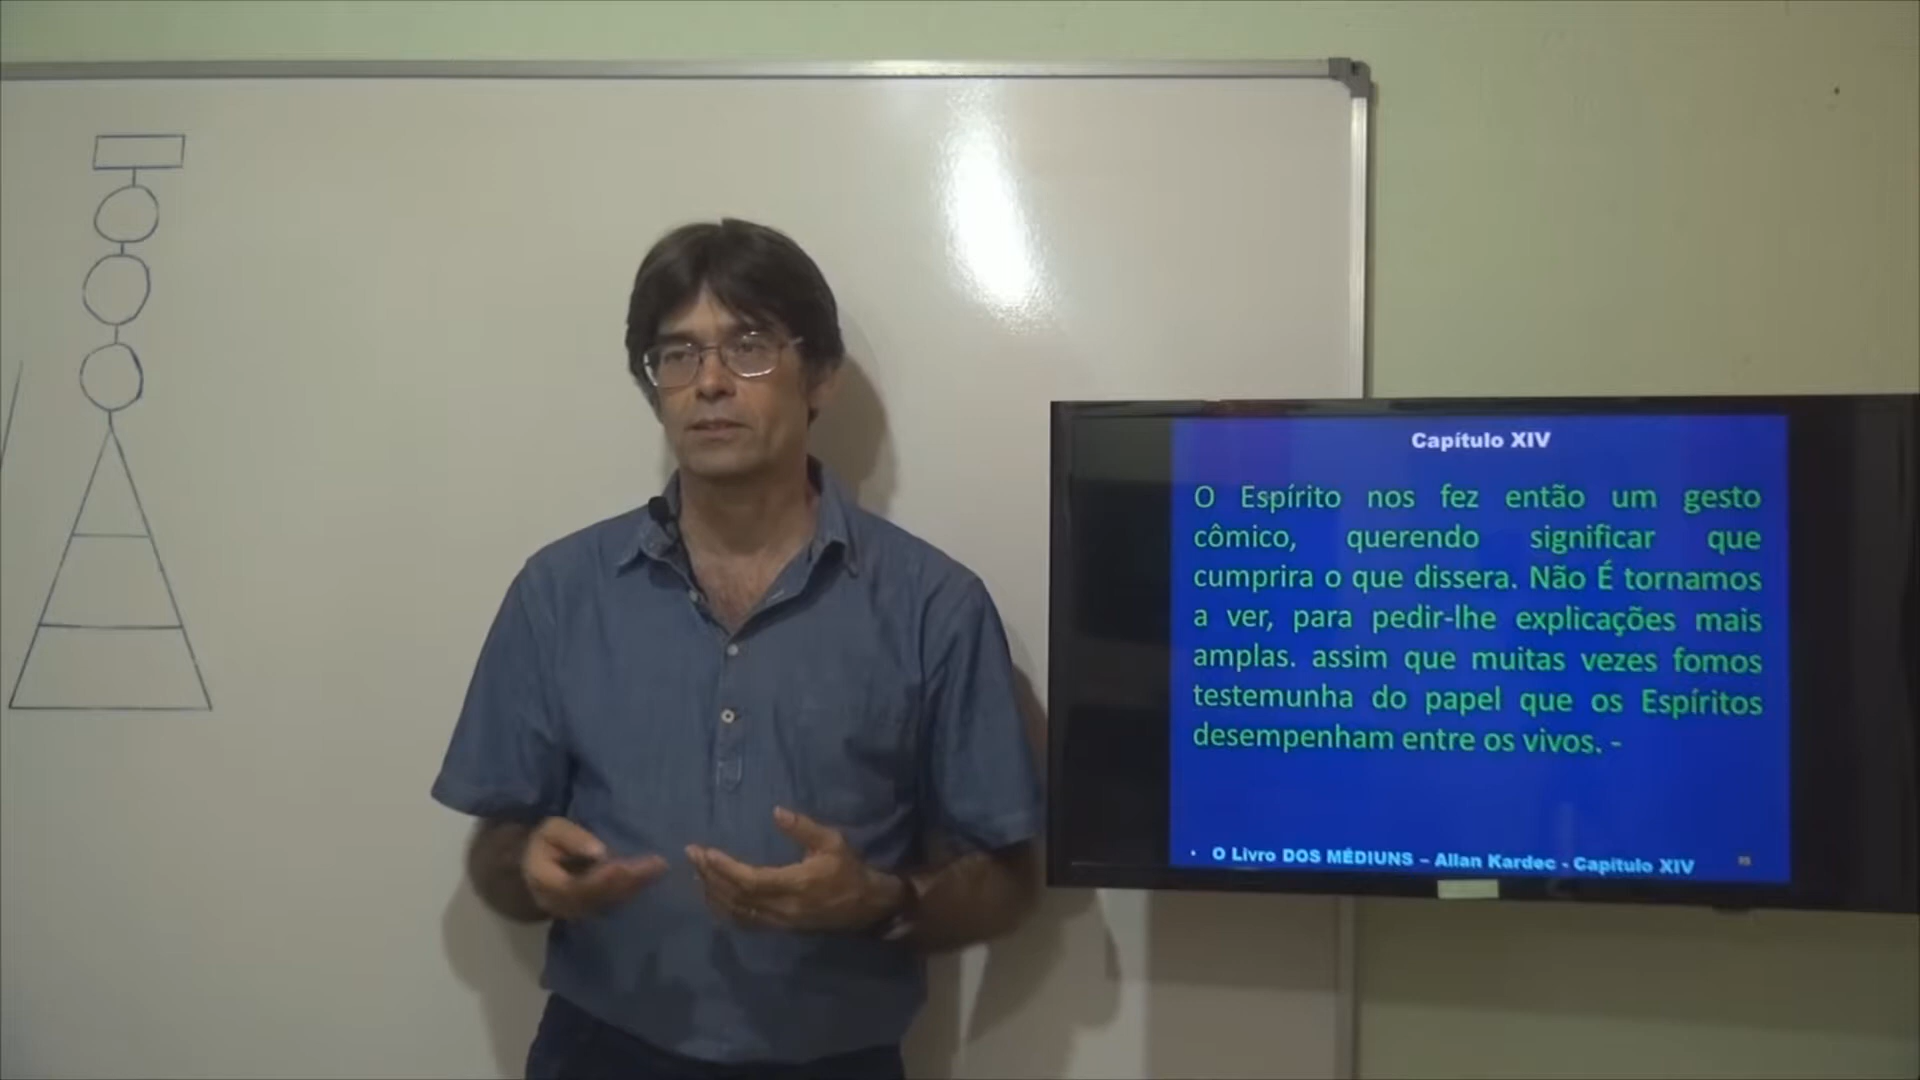 Capítulo XIV
O Espírito nos fez então um gesto
cômico, querendo significar que
cumprira o que dissera. Não É tornamos
a ver, para pedir-lhe explicações mais
amplas. assim que muitas vezes fomos
testemunha do papel que os Espíritos
desempenham entre os vivos. -
• O Livro DOS MÉDIUNS – Allan Kardec - Capítulo XIV